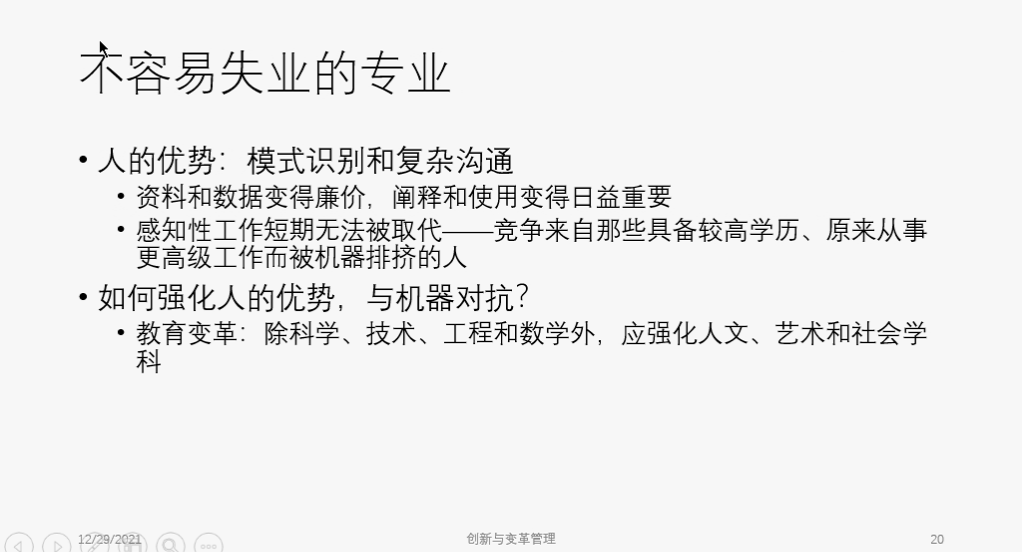 不容易失业的专业
• 人的优势：模式识别和复杂沟通
• 资料和数据变得廉价，阐释和使用变得日益重要
• 感知性工作短期无法被取代——竞争来自那些具备较高学历、原来从事
更高级工作而被机器排挤的人
• 如何强化人的优势，与机器对抗？
• 教育变革：除科学、技术、工程和数学外，应强化人文、艺术和社会学
科
12/29/2021
创新与变革管理
20